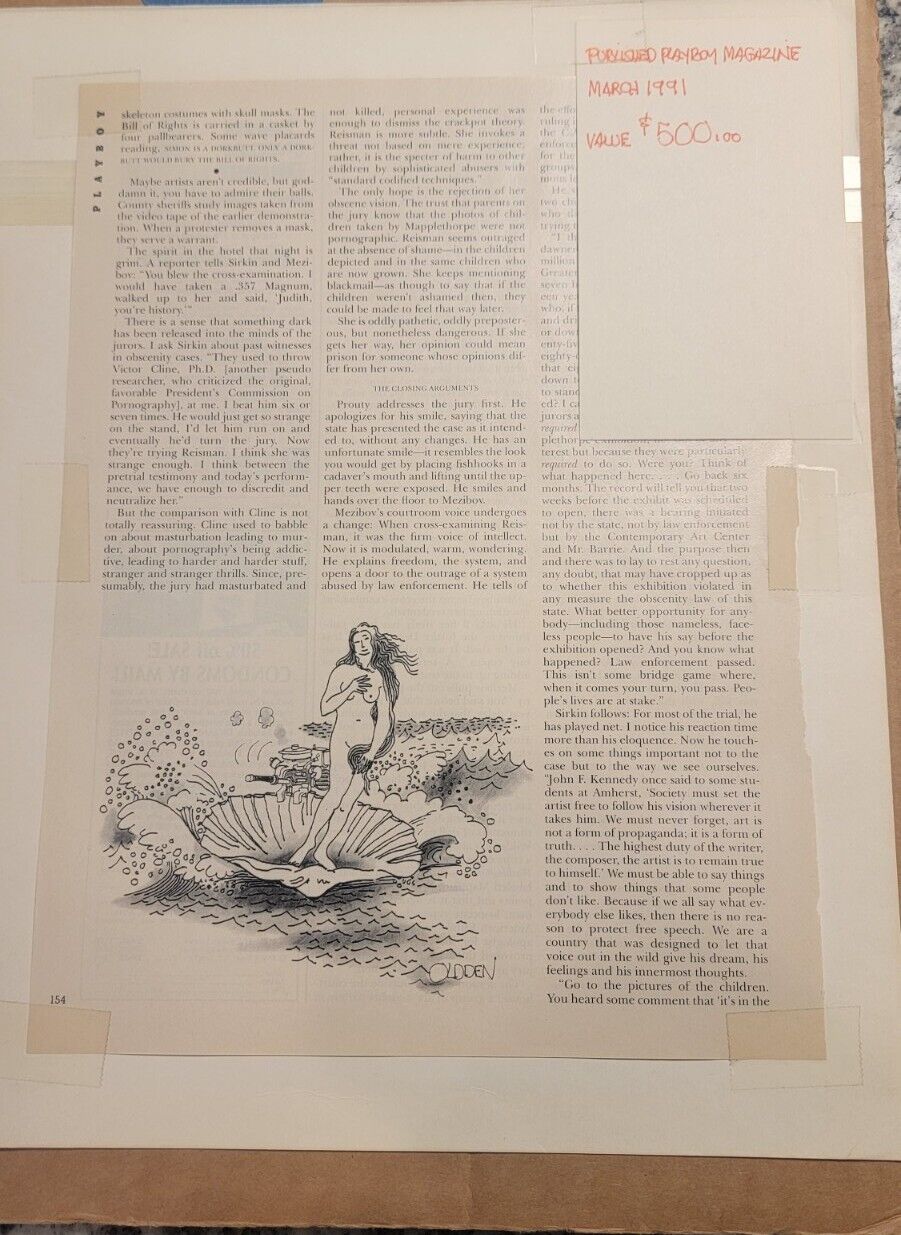 PUBLISHED PLAYBOY MAGAZINE
MARCH 1991
VALUE $500.00
PLAYBOY
skeleton costumes with skull masks. The
Bill of Rights is carried in a casket by
four pallbearers. Some wave placards
reading, SIMON IS A DORKBUTT. ONLY A DORK-
BUTT WOULD BURY THE BILL OF RIGHTS.
•
Maybe artists aren't credible, but god-
damn it, you have to admire their balls.
County sheriffs study images taken from
the video tape of the earlier demonstra-
tion. When a protester removes a mask,
they serve a warrant.
The spirit in the hotel that night is
grim. A reporter tells Sirkin and Mezi-
bov: "You blew the cross-examination. I
would have taken a .357 Magnum,
walked up to her and said, 'Judith,
you're history.'"
There is a sense that something dark
has been released into the minds of the
jurors. I ask Sirkin about past witnesses
in obscenity cases. "They used to throw
Victor Cline, Ph.D. [another pseudo
researcher, who criticized the original,
favorable President's Commission on
Pornography], at me. I beat him six or
seven times. He would just get so strange
on the stand, I'd let him run on and
eventually he'd turn the jury. Now
they're trying Reisman. I think she was
strange enough. I think between the
pretrial testimony and today's perform-
ance, we have enough to discredit and
neutralize her."
But the comparison with Cline is not
totally reassuring. Cline used to babble
on about masturbation leading to mur-
der, about pornography's being addic-
tive, leading to harder and harder stuff,
stranger and stranger thrills. Since, pre-
sumably, the jury had masturbated and
not killed, personal experience was
enough to dismiss the crackpot theory.
Reisman is more subtle. She invokes a
threat not based on mere experience;
rather, it is the specter of harm to other
children by sophisticated abusers with
"standard codified techniques."
The only hope is the rejection of her
obscene vision. The trust that parents on
the jury know that the photos of chil-
dren taken by Mapplethorpe were not
pornographic. Reisman seems outraged
at the absence of shame—in the children
depicted and in the same children who
are now grown. She keeps mentioning
blackmail—as though to say that if the
children weren't ashamed then, they
could be made to feel that way later.
She is oddly pathetic, oddly preposter-
ous, but nonetheless dangerous. If she
gets her way, her opinion could mean
prison for someone whose opinions dif-
fer from her own.
THE CLOSING ARGUMENTS
Prouty addresses the jury first. He
apologizes for his smile, saying that the
state has presented the case as it intend-
ed to, without any changes. He has an
unfortunate smile—it resembles the look
you would get by placing fishhooks in a
cadaver's mouth and lifting until the up-
per teeth were exposed. He smiles and
hands over the floor to Mezibov.
Mezibov's courtroom voice undergoes
a change: When cross-examining Reis-
man, it was the firm voice of intellect.
Now it is modulated, warm, wondering.
He explains freedom, the system, and
opens a door to the outrage of a system
abused by law enforcement. He tells of
the
terest but because they were particularly
required to do so. Were you? Think of
what happened here. . . . Go back six
months. The record will tell you that two
weeks before the exhibit was scheduled
to open, there was a hearing initiated
not by the state, not by law enforcement
but by the Contemporary Art Center
and Mr. Barrie. And the purpose then
and there was to lay to rest any question,
any doubt, that may have cropped up as
to whether this exhibition violated in
any measure the obscenity law of this
state. What better opportunity for any-
body—including those nameless, face-
less people—to have his say before the
exhibition opened? And you know what
happened? Law enforcement passed.
This isn't some bridge game where,
when it comes your turn, you pass. Peo-
ple's lives are at stake."
Sirkin follows: For most of the trial, he
has played net. I notice his reaction time
more than his eloquence. Now he touch-
es on some things important not to the
case but to the way we see ourselves.
"John F. Kennedy once said to some stu-
dents at Amherst, 'Society must set the
artist free to follow his vision wherever it
takes him. We must never forget, art is
not a form of propaganda; it is a form of
truth. . . . The highest duty of the writer,
the composer, the artist is to remain true
to himself.' We must be able to say things
and to show things that some people
don't like. Because if we all say what ev-
erybody else likes, then there is no rea-
son to protect free speech. We are a
country that was designed to let that
voice out in the wild give his dream, his
feelings and his innermost thoughts.
"Go to the pictures of the children.
You heard some comment that 'it's in the
OLDDEN
154